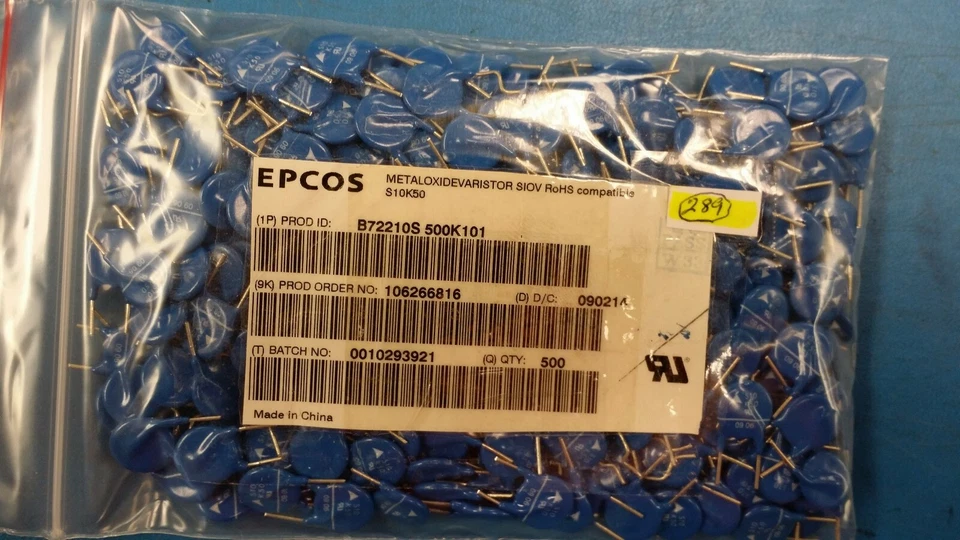 EPCOS
METALOXIDEVARISTOR SIOV RoHS compatible
S10K50
289
(1P) PROD ID: B72210S 500K101
(9K) PROD ORDER NO: 106266816 (D) D/C: 090214
(T) BATCH NO: 0010293921 (Q) QTY: 500
Made in China